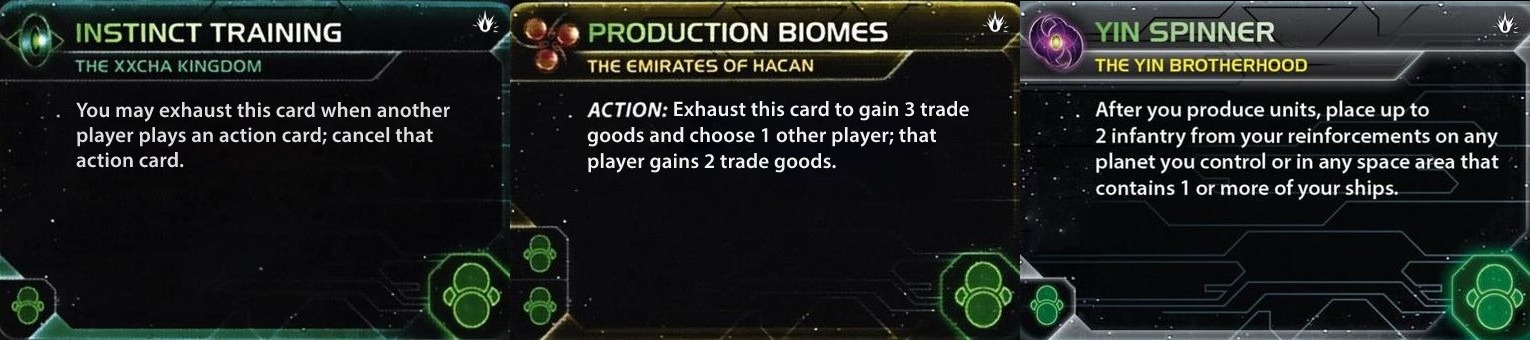 INSTINCT TRAINING
THE XXCHA KINGDOM
You may exhaust this card when another
player plays an action card; cancel that
action card.
PRODUCTION BIOMES
THE EMIRATES OF HACAN
ACTION: Exhaust this card to gain 3 trade
goods and choose 1 other player; that
player gains 2 trade goods.
YIN SPINNER
THE YIN BROTHERHOOD
After you produce units, place up to
2 infantry from your reinforcements on any
planet you control or in any space area that
contains 1 or more of your ships.